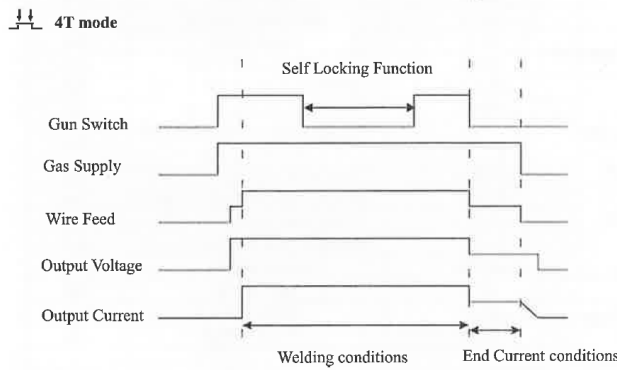 4T mode
Self Locking Function
Gun Switch
Gas Supply
Wire Feed
Output Voltage
Output Current
Welding conditions
End Current conditions